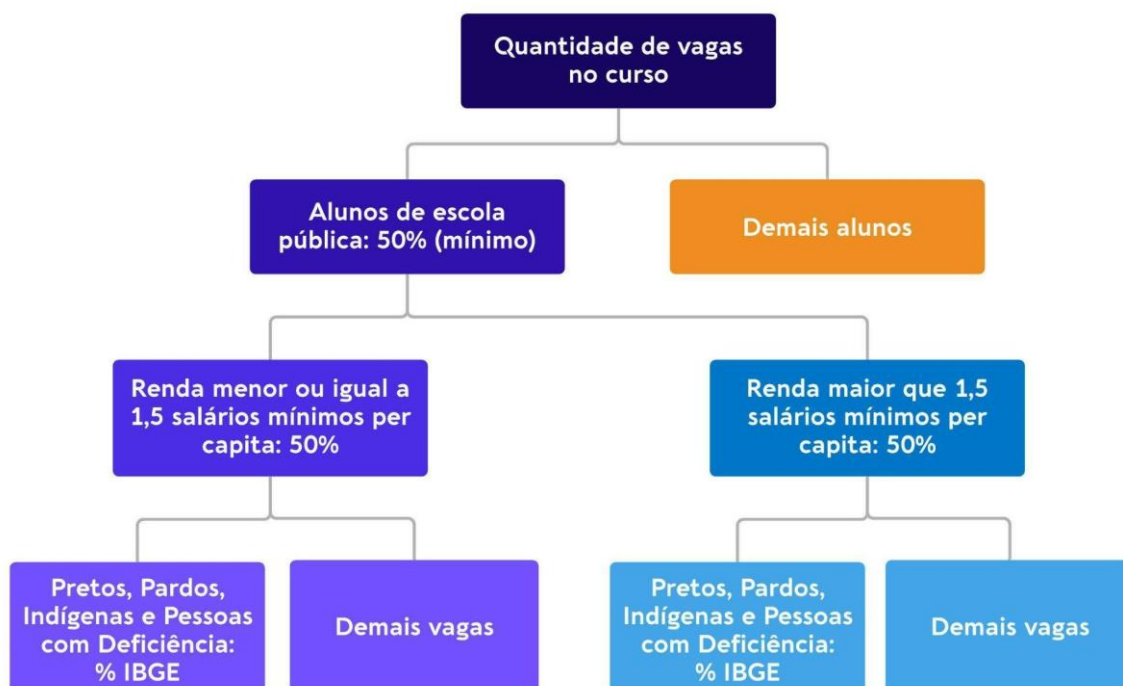 Quantidade de vagas
no curso
Alunos de escola
pública: 50% (mínimo)
Demais alunos
Renda menor ou igual a
1,5 salários mínimos per
capita: 50%
Renda maior que 1,5
salários mínimos per
capita: 50%
Pretos, Pardos,
Indígenas e Pessoas
com Deficiência:
% IBGE
Demais vagas
Pretos, Pardos,
Indígenas e Pessoas
com Deficiência:
% IBGE
Demais vagas